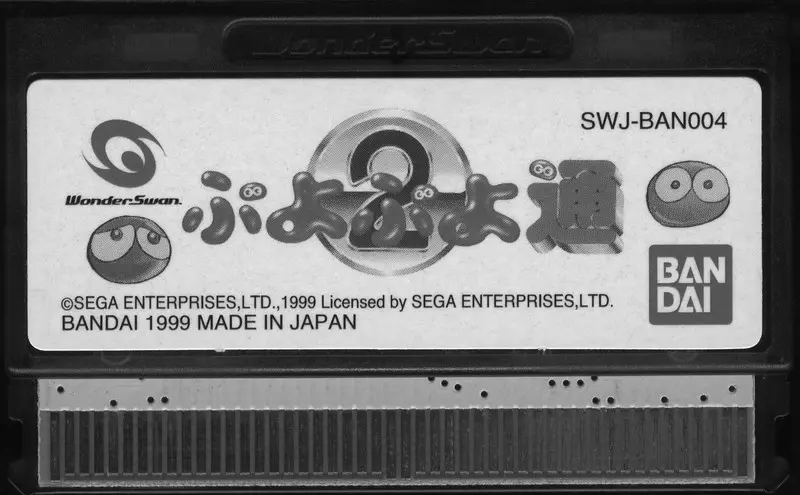 WonderSwan
SWJ-BAN004
WonderSwan
2
ぷよぷよ通
BAN
DAI
©SEGA ENTERPRISES,LTD.,1999 Licensed by SEGA ENTERPRISES,LTD.
BANDAI 1999 MADE IN JAPAN